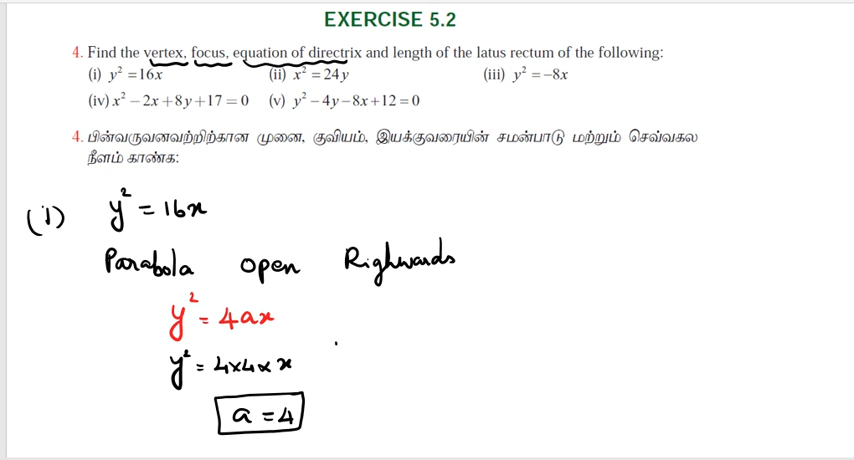 EXERCISE 5.2
4. Find the vertex, focus, equation of directrix and length of the latus rectum of the following:
(i) y² = 16x (ii) x² = 24y (iii) y² = −8x
(iv) x² − 2x + 8y + 17 = 0 (v) y² − 4y − 8x + 12 = 0
4. பின்வருவனவற்றிற்கான முனை, குவியம், இயக்குவரையின் சமன்பாடு மற்றும் செவ்வகல
நீளம் காண்க:
(i) y² = 16x
Parabola open Righwards
y² = 4ax
y² = 4×4×x
a = 4